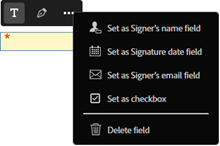 T
*
Set as Signer's name field
Set as Signature date field
Set as Signer's email field
Set as checkbox
Delete field